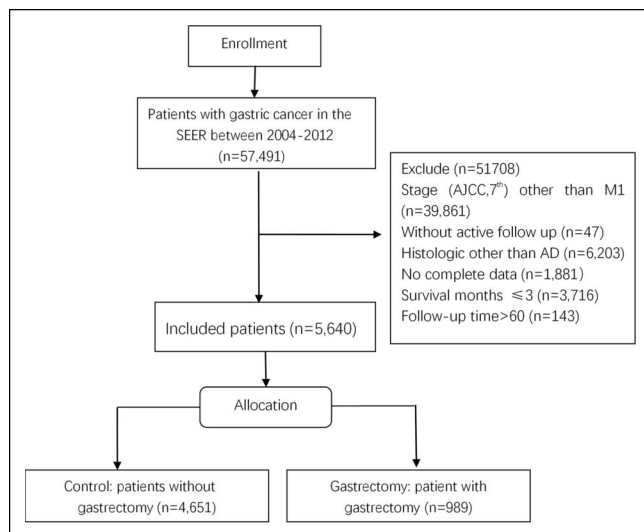 Enrollment
Patients with gastric cancer in the
SEER between 2004-2012
(n=57,491)
Exclude (n=51708)
Stage (AJCC,7th) other than M1
(n=39,861)
Without active follow up (n=47)
Histologic other than AD (n=6,203)
No complete data (n=1,881)
Survival months ≤3 (n=3,716)
Follow-up time>60 (n=143)
Included patients (n=5,640)
Allocation
Control: patients without
gastrectomy (n=4,651)
Gastrectomy: patient with
gastrectomy (n=989)